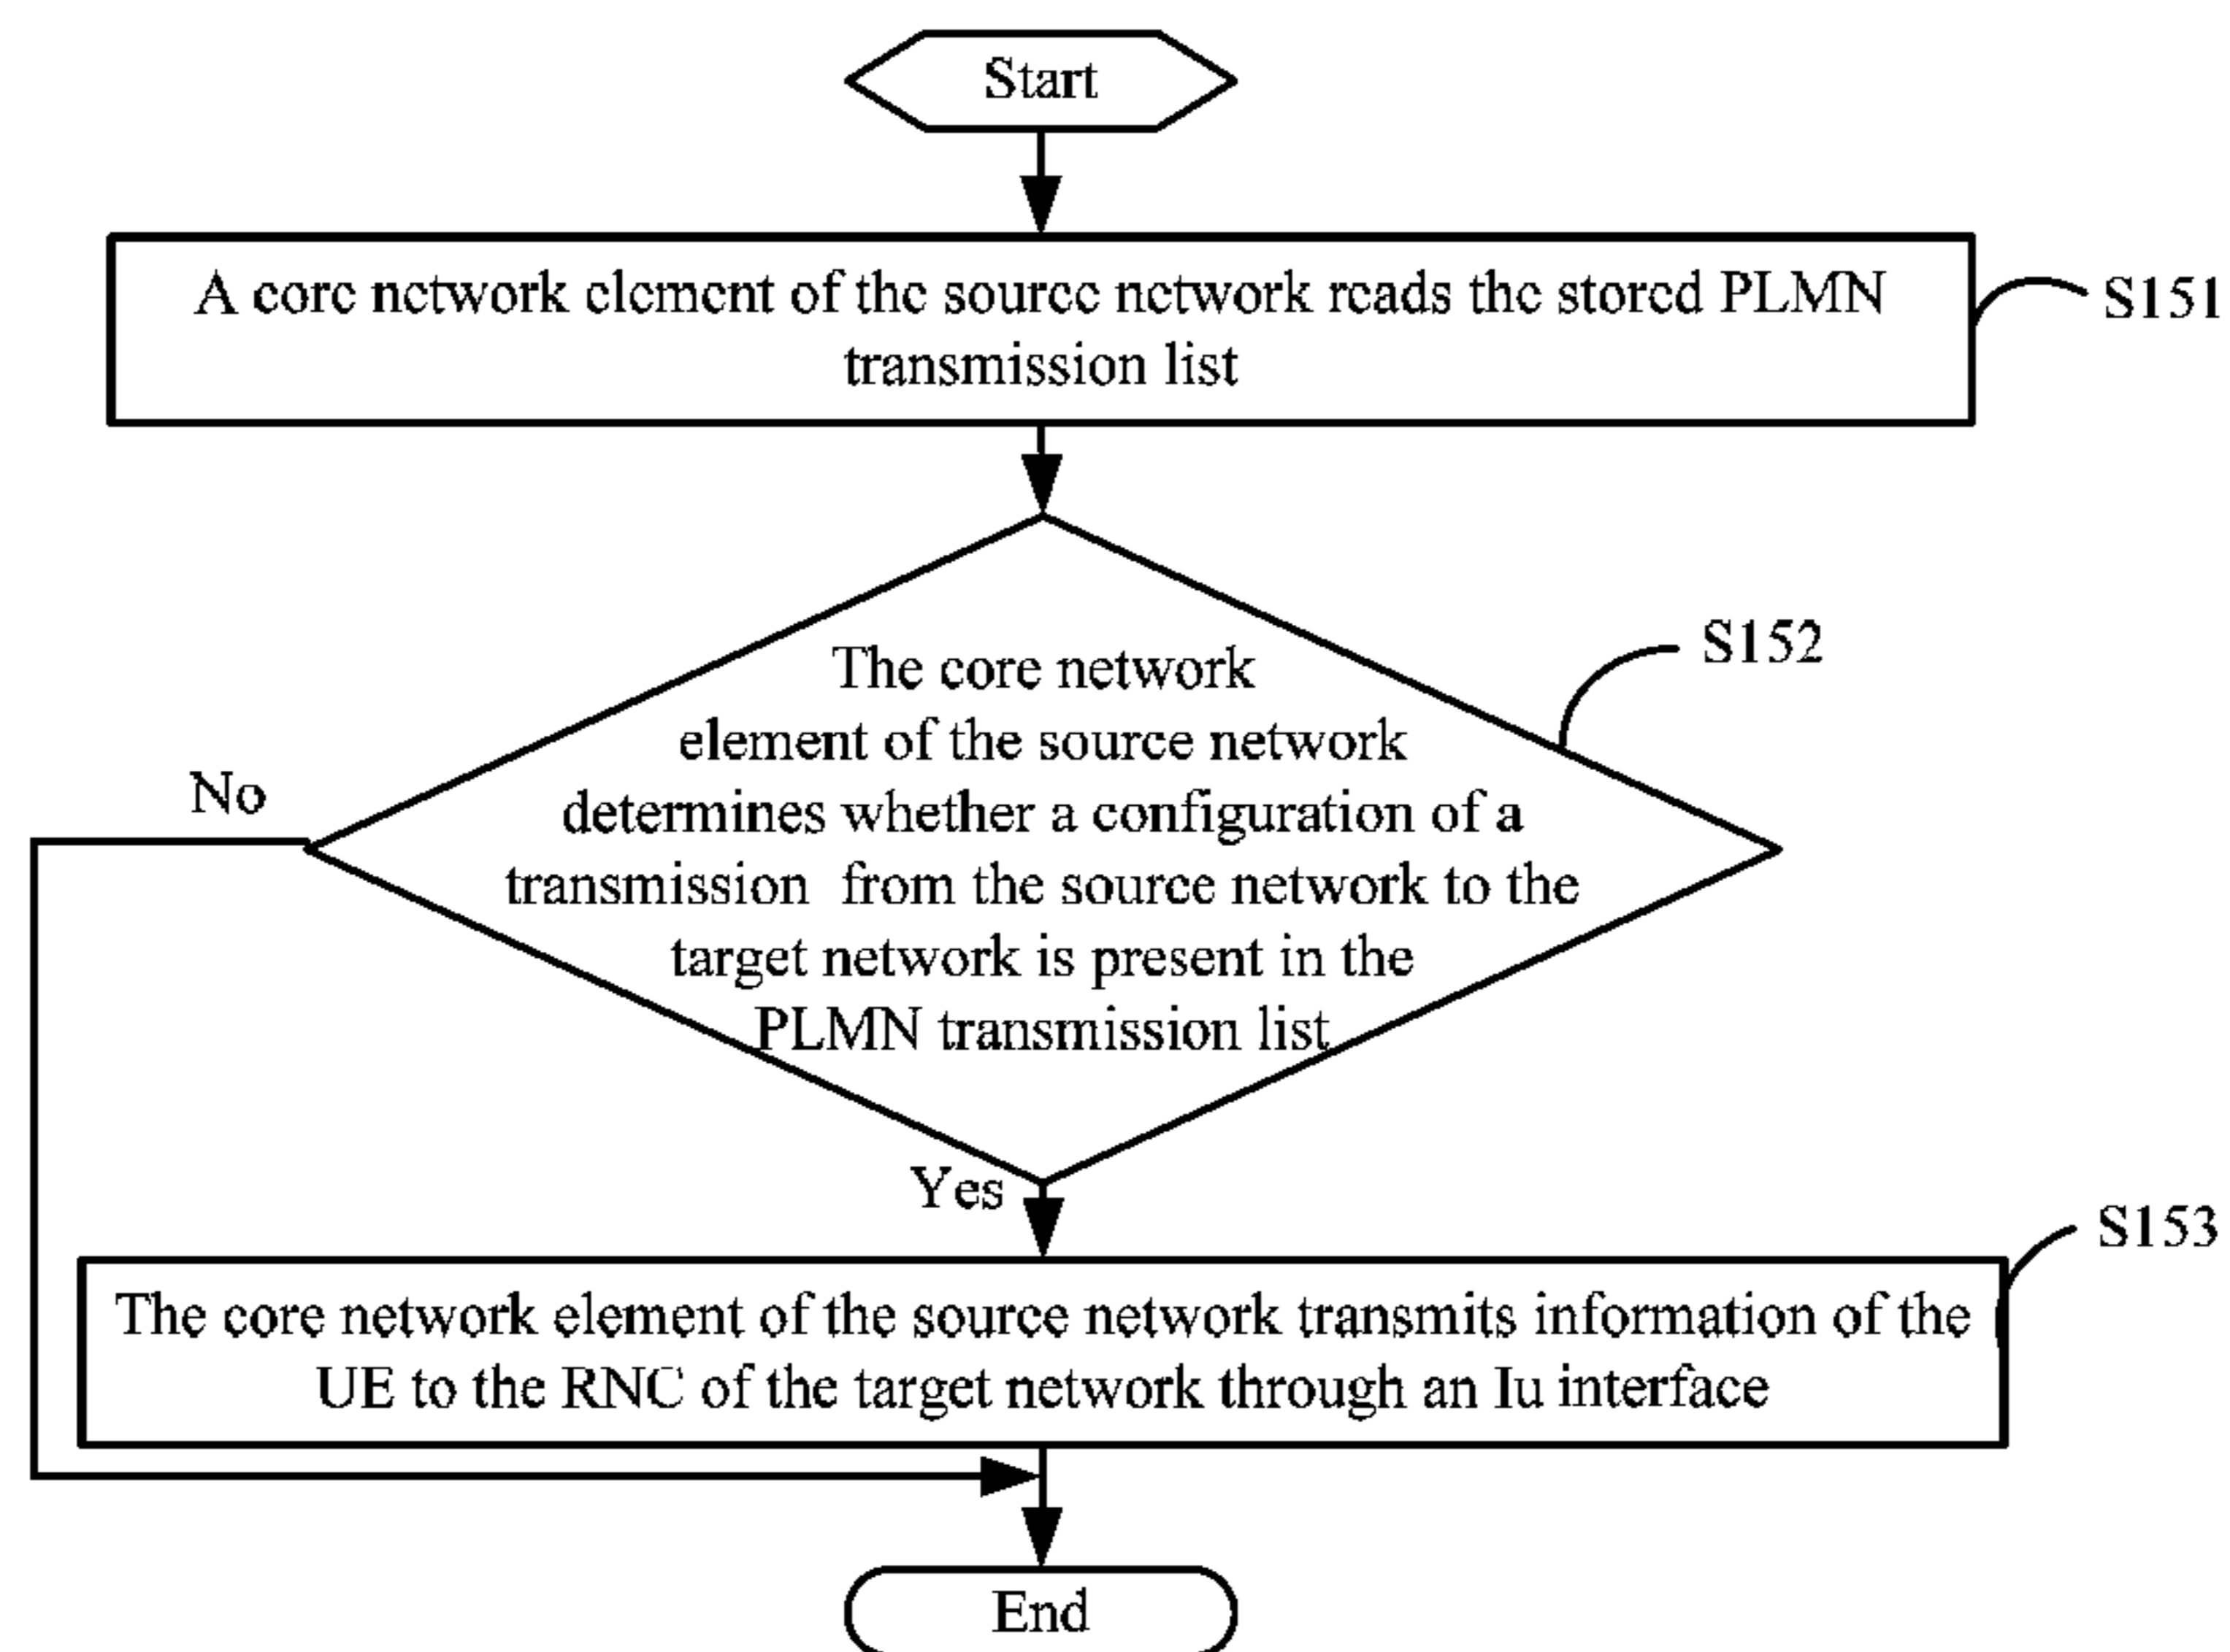 Start
A core network element of the source network reads the stored PLMN
transmission list
S151
The core network
element of the source network
determines whether a configuration of a
transmission from the source network to the
target network is present in the
PLMN transmission list
S152
No
Yes
The core network element of the source network transmits information of the
UE to the RNC of the target network through an Iu interface
S153
End